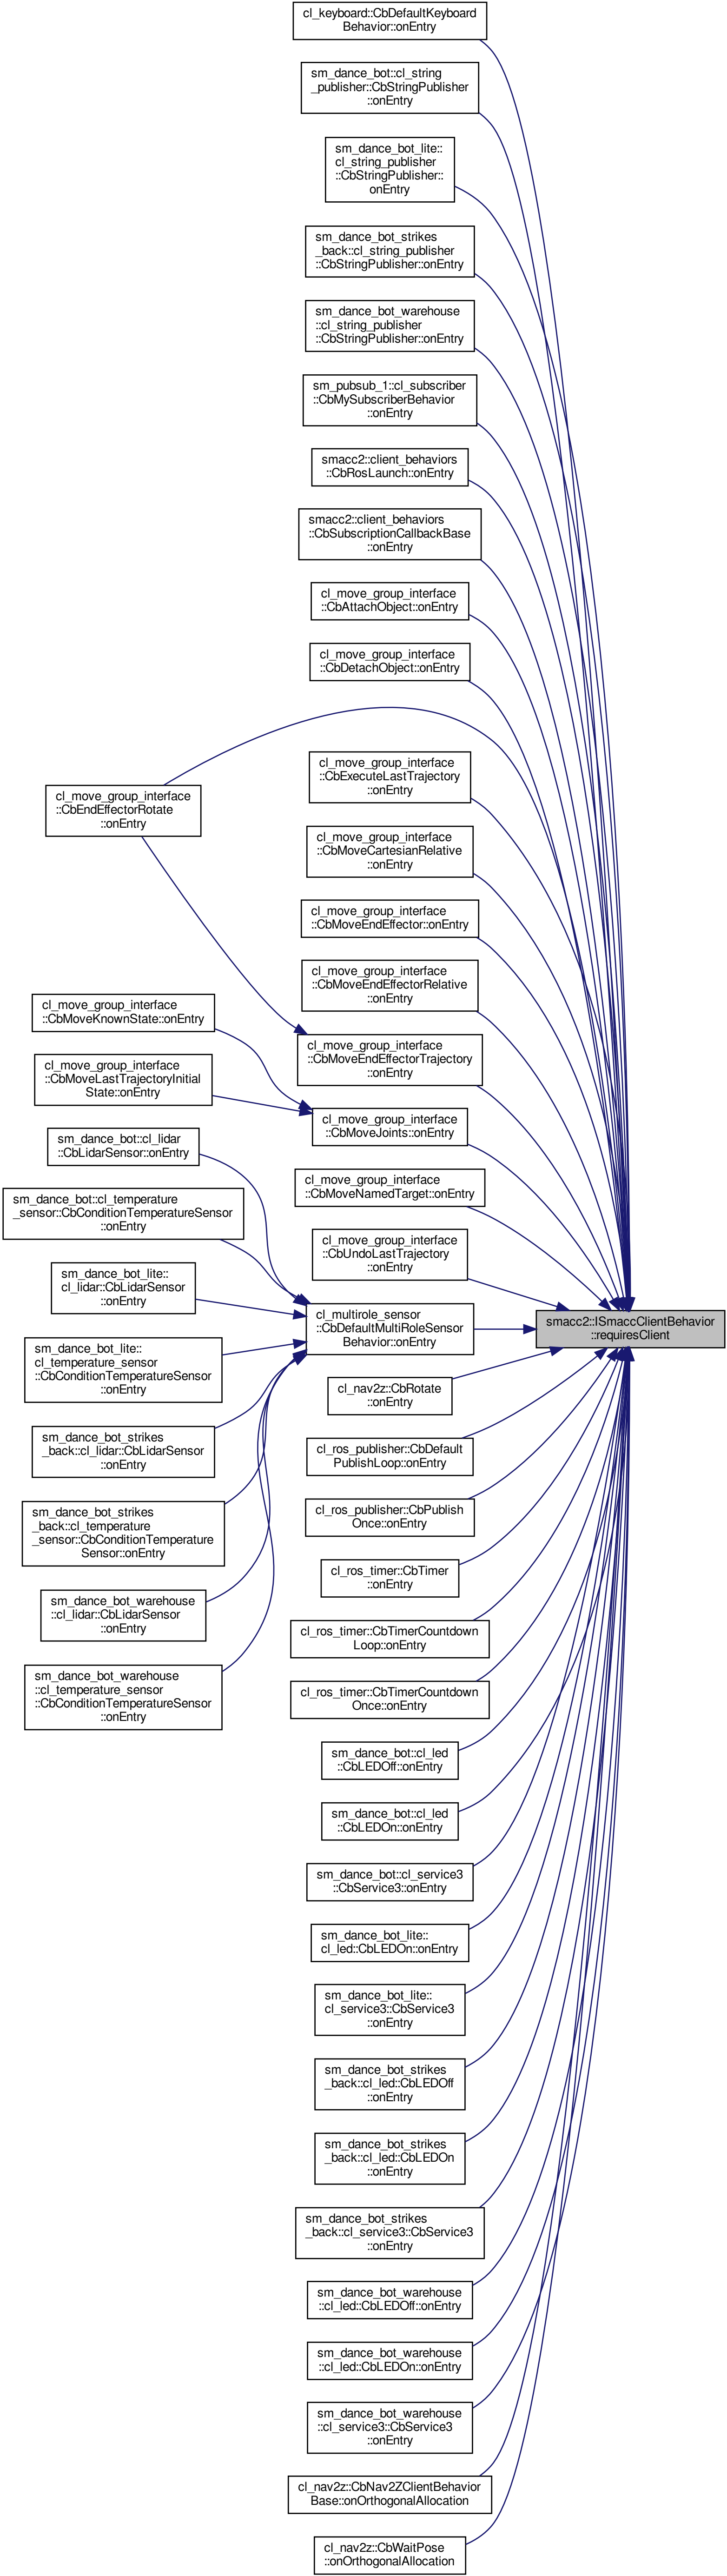 cl_keyboard::CbDefaultKeyboard
Behavior::onEntry
sm_dance_bot::cl_string
_publisher::CbStringPublisher
::onEntry
sm_dance_bot_lite::
cl_string_publisher
::CbStringPublisher::
onEntry
sm_dance_bot_strikes
_back::cl_string_publisher
::CbStringPublisher::onEntry
sm_dance_bot_warehouse
::cl_string_publisher
::CbStringPublisher::onEntry
sm_pubsub_1::cl_subscriber
::CbMySubscriberBehavior
::onEntry
smacc2::client_behaviors
::CbRosLaunch::onEntry
smacc2::client_behaviors
::CbSubscriptionCallbackBase
::onEntry
cl_move_group_interface
::CbAttachObject::onEntry
cl_move_group_interface
::CbDetachObject::onEntry
cl_move_group_interface
::CbExecuteLastTrajectory
::onEntry
cl_move_group_interface
::CbEndEffectorRotate
::onEntry
cl_move_group_interface
::CbMoveCartesianRelative
::onEntry
cl_move_group_interface
::CbMoveEndEffector::onEntry
cl_move_group_interface
::CbMoveEndEffectorRelative
::onEntry
cl_move_group_interface
::CbMoveKnownState::onEntry
cl_move_group_interface
::CbMoveEndEffectorTrajectory
::onEntry
cl_move_group_interface
::CbMoveLastTrajectoryInitial
State::onEntry
cl_move_group_interface
::CbMoveJoints::onEntry
sm_dance_bot::cl_lidar
::CbLidarSensor::onEntry
cl_move_group_interface
::CbMoveNamedTarget::onEntry
sm_dance_bot::cl_temperature
_sensor::CbConditionTemperatureSensor
::onEntry
cl_move_group_interface
::CbUndoLastTrajectory
::onEntry
sm_dance_bot_lite::
cl_lidar::CbLidarSensor
::onEntry
cl_multirole_sensor
::CbDefaultMultiRoleSensor
Behavior::onEntry
smacc2::ISmaccClientBehavior
::requiresClient
sm_dance_bot_lite::
cl_temperature_sensor
::CbConditionTemperatureSensor
::onEntry
cl_nav2z::CbRotate
::onEntry
sm_dance_bot_strikes
_back::cl_lidar::CbLidarSensor
::onEntry
cl_ros_publisher::CbDefault
PublishLoop::onEntry
sm_dance_bot_strikes
_back::cl_temperature
_sensor::CbConditionTemperature
Sensor::onEntry
cl_ros_publisher::CbPublish
Once::onEntry
sm_dance_bot_warehouse
::cl_lidar::CbLidarSensor
::onEntry
cl_ros_timer::CbTimer
::onEntry
sm_dance_bot_warehouse
::cl_temperature_sensor
::CbConditionTemperatureSensor
::onEntry
cl_ros_timer::CbTimerCountdown
Loop::onEntry
cl_ros_timer::CbTimerCountdown
Once::onEntry
sm_dance_bot::cl_led
::CbLEDOff::onEntry
sm_dance_bot::cl_led
::CbLEDOn::onEntry
sm_dance_bot::cl_service3
::CbService3::onEntry
sm_dance_bot_lite::
cl_led::CbLEDOn::onEntry
sm_dance_bot_lite::
cl_service3::CbService3
::onEntry
sm_dance_bot_strikes
_back::cl_led::CbLEDOff
::onEntry
sm_dance_bot_strikes
_back::cl_led::CbLEDOn
::onEntry
sm_dance_bot_strikes
_back::cl_service3::CbService3
::onEntry
sm_dance_bot_warehouse
::cl_led::CbLEDOff::onEntry
sm_dance_bot_warehouse
::cl_led::CbLEDOn::onEntry
sm_dance_bot_warehouse
::cl_service3::CbService3
::onEntry
cl_nav2z::CbNav2ZClientBehavior
Base::onOrthogonalAllocation
cl_nav2z::CbWaitPose
::onOrthogonalAllocation